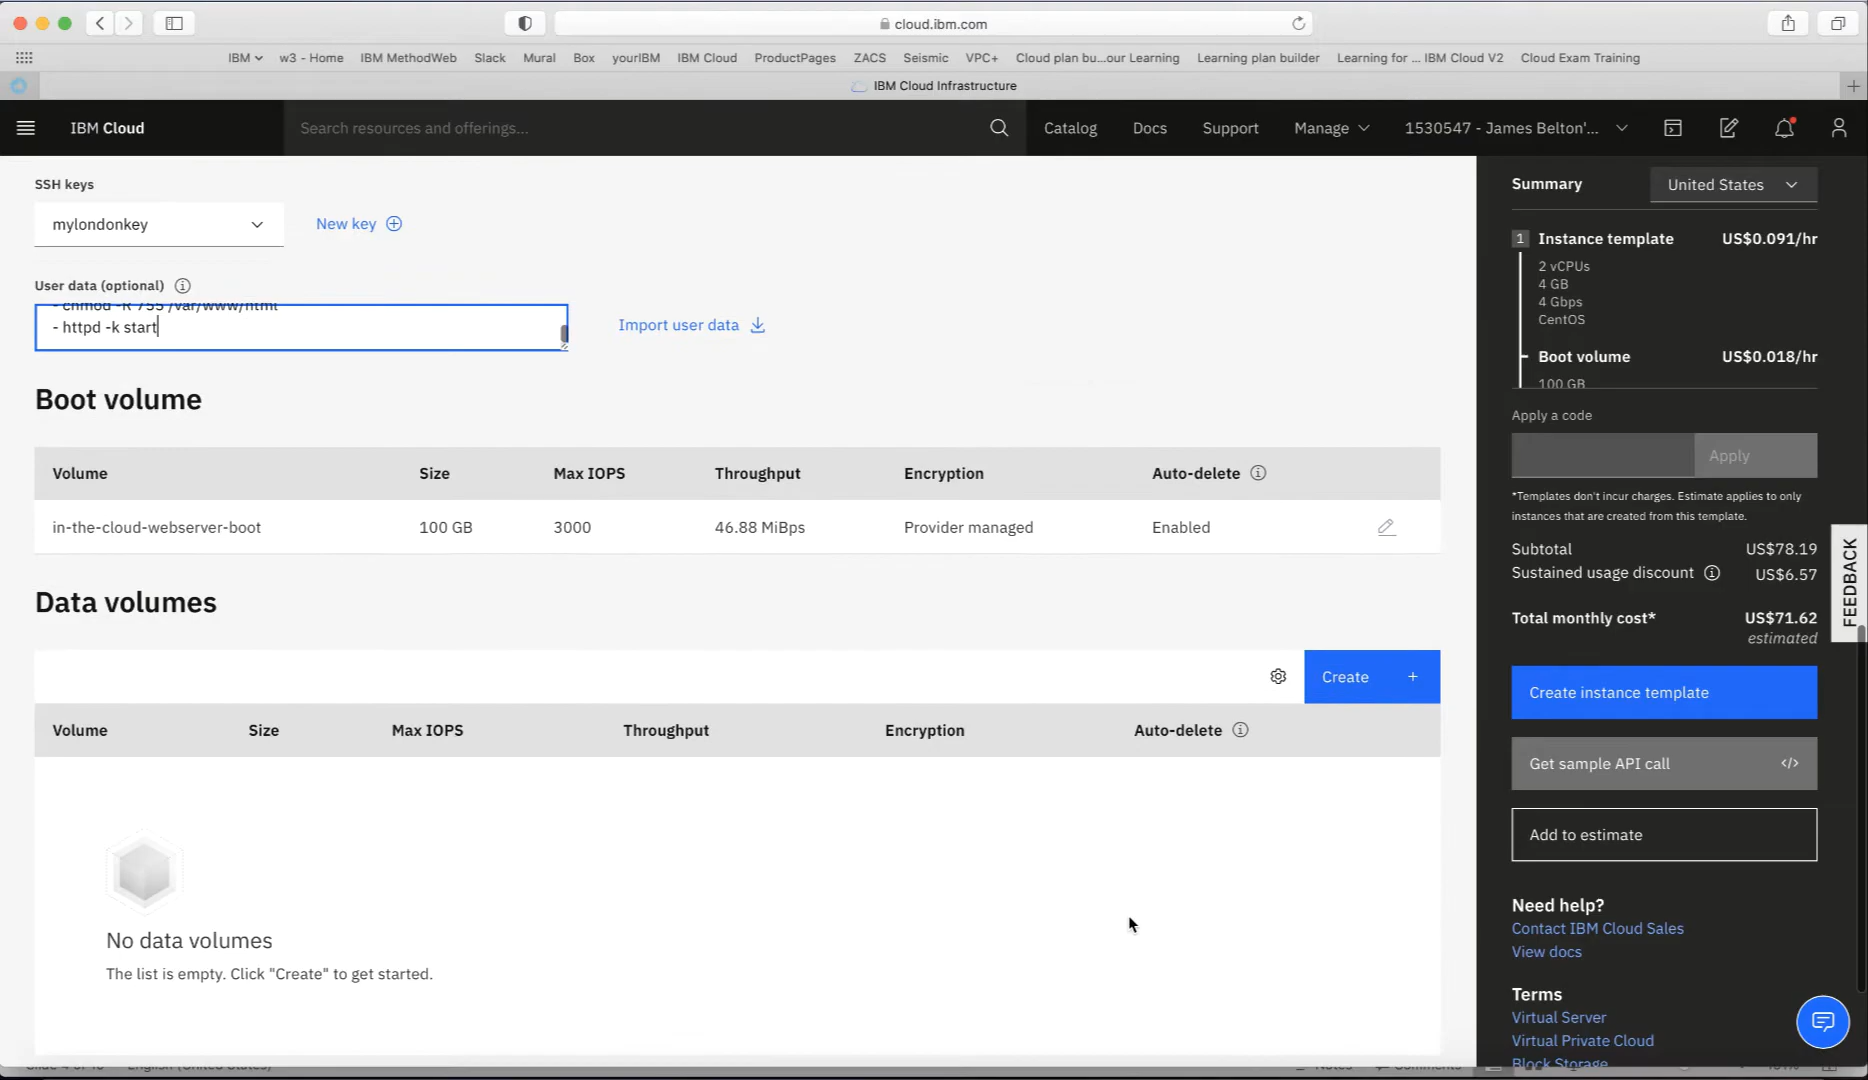 cloud.ibm.com
IBM
w3 - Home
IBM MethodWeb
Slack
Mural
Box
yourIBM
IBM Cloud
ProductPages
ZACS
Seismic
VPC+
Cloud plan bu...our Learning
Learning plan builder
Learning for ... IBM Cloud V2
Cloud Exam Training
IBM Cloud Infrastructure
IBM Cloud
Search resources and offerings...
Catalog
Docs
Support
Manage
1530547 - James Belton'...
SSH keys
mylondonkey
New key
User data (optional)
- chmod -R 755 /var/www/html
- httpd -k start
Import user data
Boot volume
Volume Size Max IOPS Throughput Encryption Auto-delete
in-the-cloud-webserver-boot 100 GB 3000 46.88 MiBps Provider managed Enabled
Data volumes
Create +
Volume Size Max IOPS Throughput Encryption Auto-delete
No data volumes
The list is empty. Click "Create" to get started.
Summary
United States
1 Instance template US$0.091/hr
2 vCPUs
4 GB
4 Gbps
CentOS
Boot volume US$0.018/hr
100 GB
Apply a code
Apply
*Templates don't incur charges. Estimate applies to only
instances that are created from this template.
Subtotal US$78.19
Sustained usage discount US$6.57
Total monthly cost* US$71.62
estimated
Create instance template
Get sample API call </>
Add to estimate
Need help?
Contact IBM Cloud Sales
View docs
Terms
Virtual Server
Virtual Private Cloud
Block Storage
FEEDBACK
English (United States)
Notes
Comments